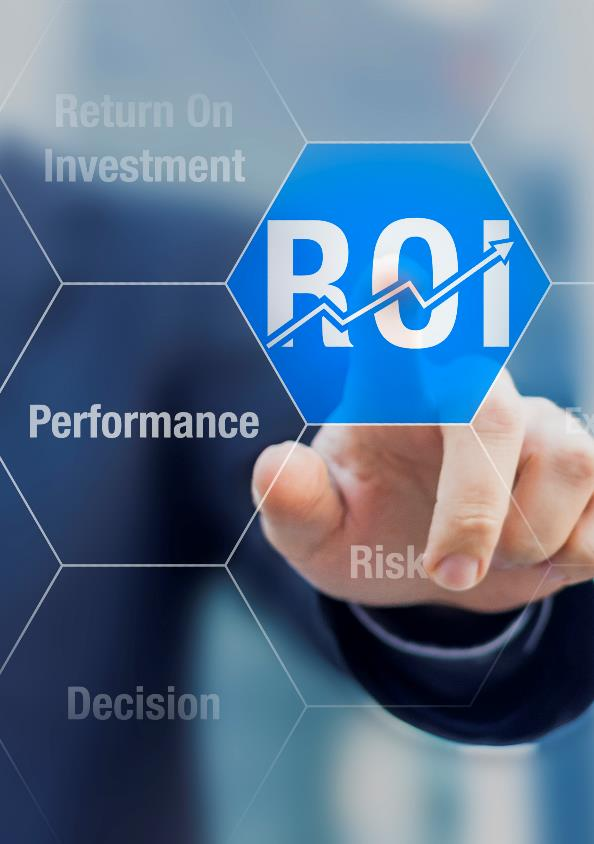 Return On
Investment
ROI
Performance
Risk
Decision